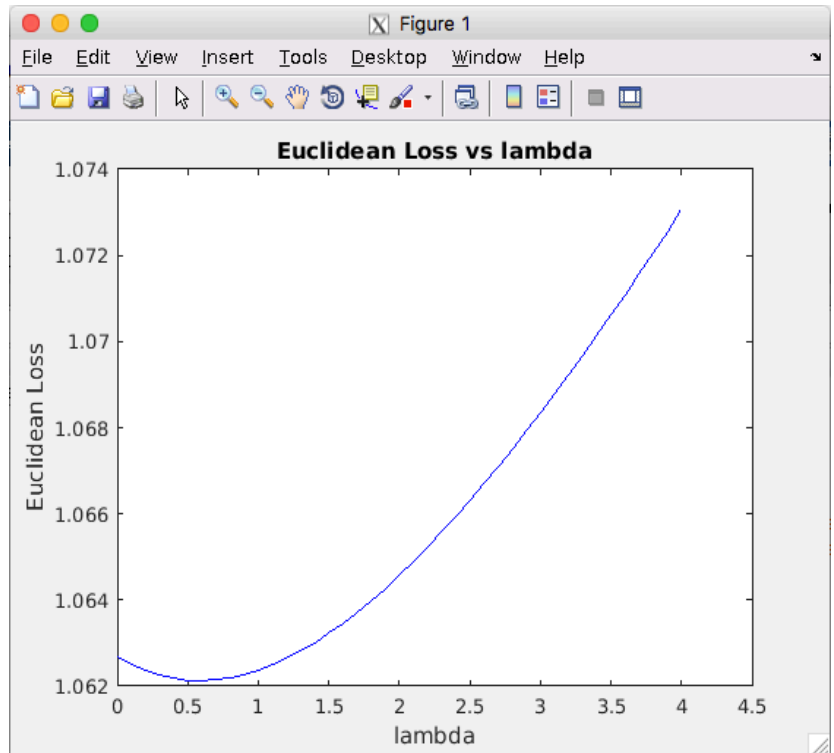 Figure 1
File Edit View Insert Tools Desktop Window Help
Euclidean Loss vs lambda
1.074
1.072
1.07
1.068
1.066
1.064
1.062
Euclidean Loss
0 0.5 1 1.5 2 2.5 3 3.5 4 4.5
lambda